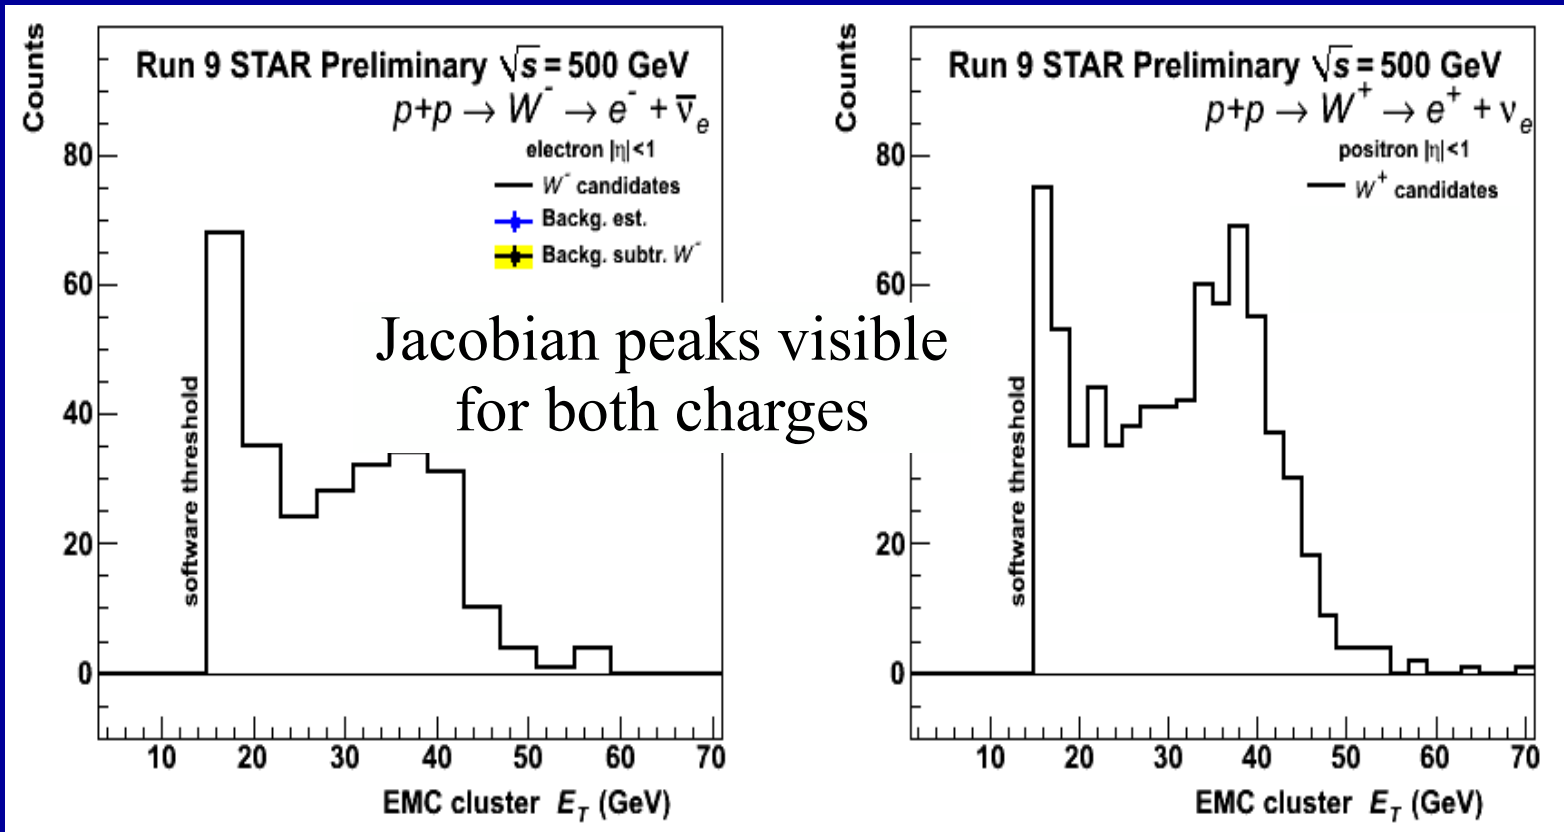 Counts
Run 9 STAR Preliminary √s = 500 GeV
p+p → W⁻ → e⁻ + ν̅ₑ
electron |η|<1
W⁻ candidates
Backg. est.
Backg. subtr. W⁻
80
60
40
20
0
software threshold
10 20 30 40 50 60 70
EMC cluster E_T (GeV)
Jacobian peaks visible
for both charges
Counts
Run 9 STAR Preliminary √s = 500 GeV
p+p → W⁺ → e⁺ + νₑ
positron |η|<1
W⁺ candidates
80
60
40
20
0
software threshold
10 20 30 40 50 60 70
EMC cluster E_T (GeV)